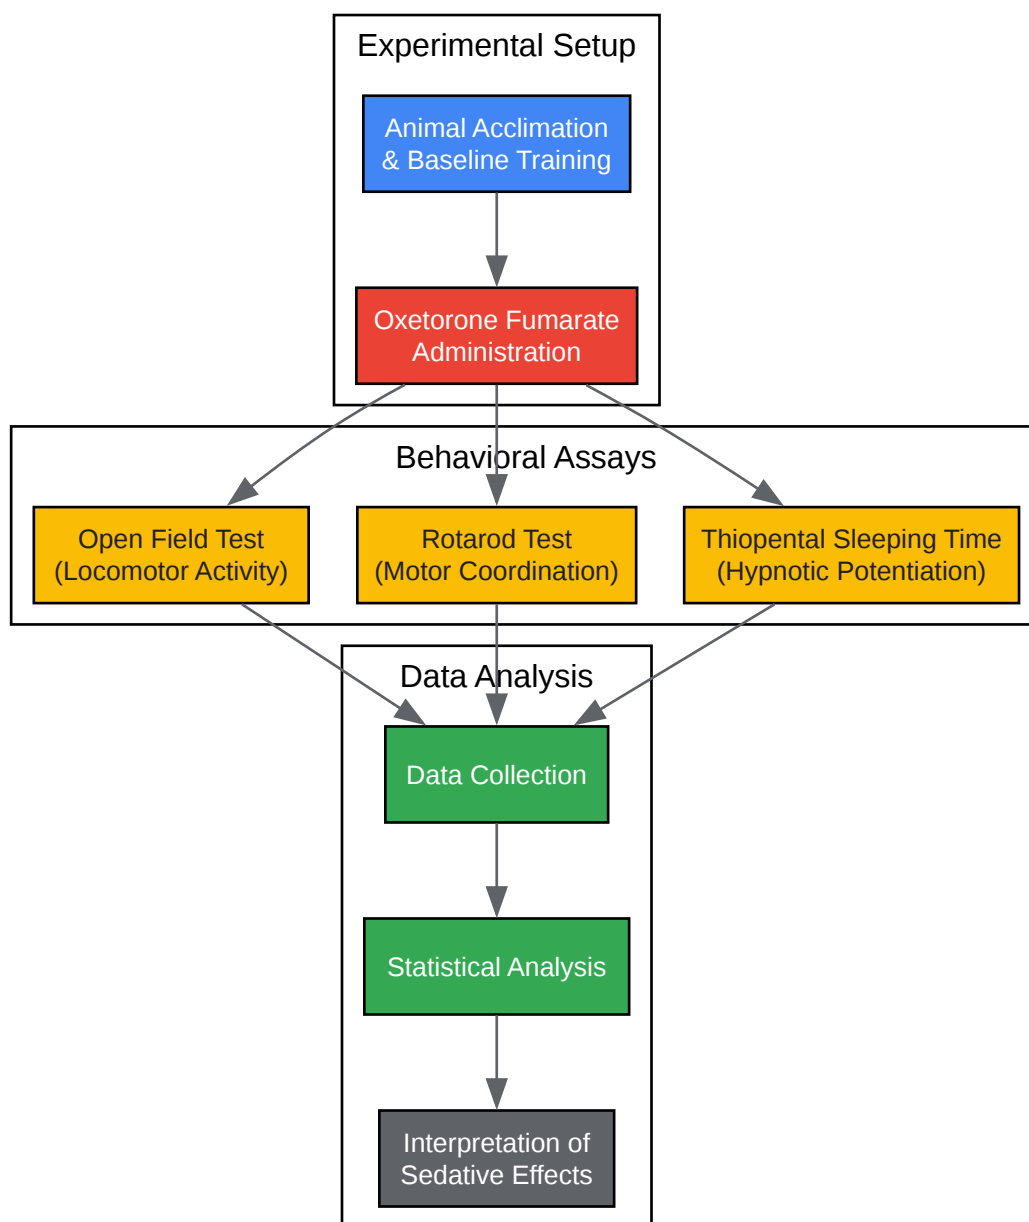 Experimental Setup
Animal Acclimation
& Baseline Training
Oxetorone Fumarate
Administration
Behavioral Assays
Open Field Test
(Locomotor Activity)
Rotarod Test
(Motor Coordination)
Thiopental Sleeping Time
(Hypnotic Potentiation)
Data Analysis
Data Collection
Statistical Analysis
Interpretation of
Sedative Effects